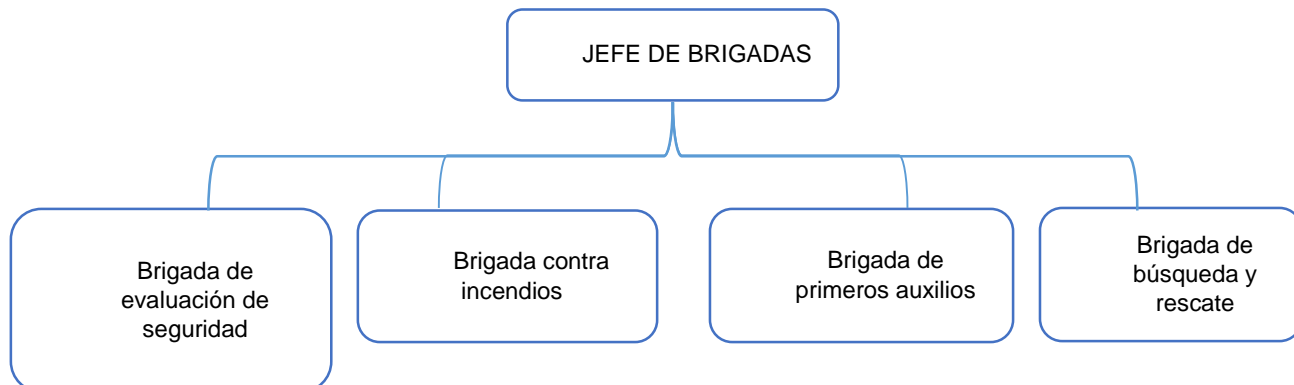 JEFE DE BRIGADAS
Brigada de
evaluación de
seguridad
Brigada contra
incendios
Brigada de
primeros auxilios
Brigada de
búsqueda y
rescate